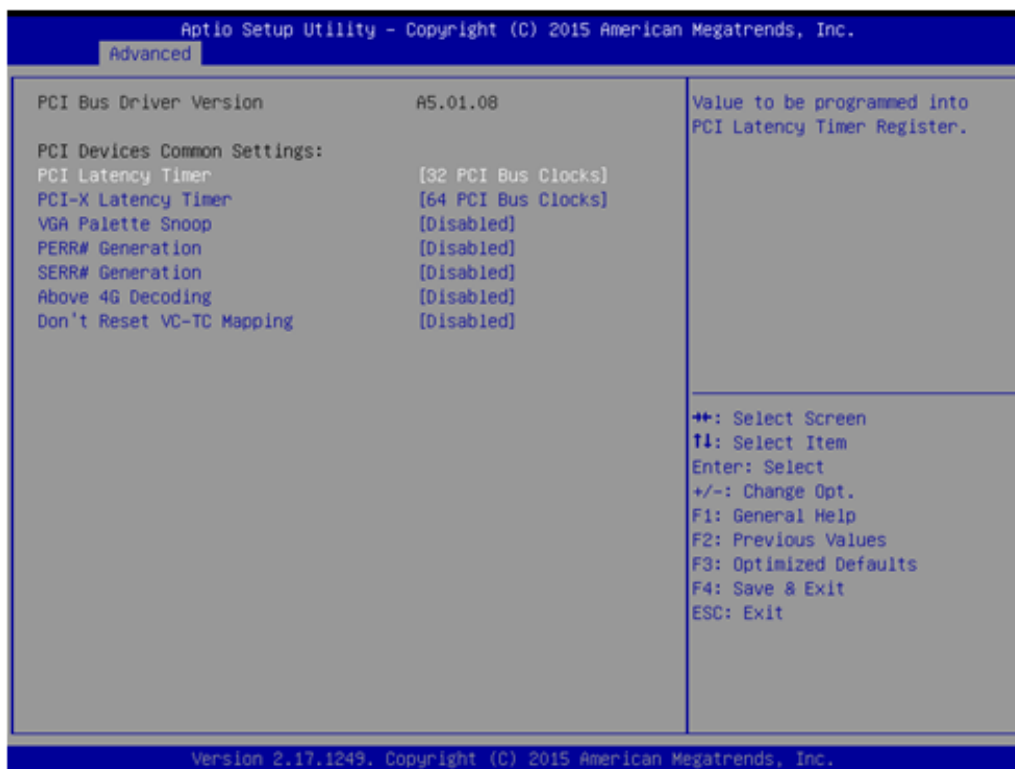 Aptio Setup Utility – Copyright (C) 2015 American Megatrends, Inc.
Advanced
PCI Bus Driver Version A5.01.08
PCI Devices Common Settings:
PCI Latency Timer [32 PCI Bus Clocks]
PCI-X Latency Timer [64 PCI Bus Clocks]
VGA Palette Snoop [Disabled]
PERR# Generation [Disabled]
SERR# Generation [Disabled]
Above 4G Decoding [Disabled]
Don't Reset VC-TC Mapping [Disabled]
Value to be programmed into
PCI Latency Timer Register.
→←: Select Screen
↑↓: Select Item
Enter: Select
+/-: Change Opt.
F1: General Help
F2: Previous Values
F3: Optimized Defaults
F4: Save & Exit
ESC: Exit
Version 2.17.1249. Copyright (C) 2015 American Megatrends, Inc.